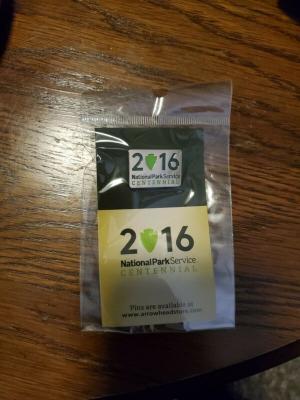 2016
National Park Service
CENTENNIAL
2016
National Park Service
CENTENNIAL
Pins are available at
www.arrowheadstore.com